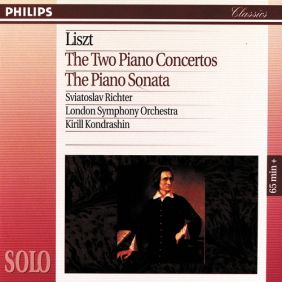 PHILIPS
Classics
Liszt
The Two Piano Concertos
The Piano Sonata
Sviatoslav Richter
London Symphony Orchestra
Kirill Kondrashin
65 min +
SOLO